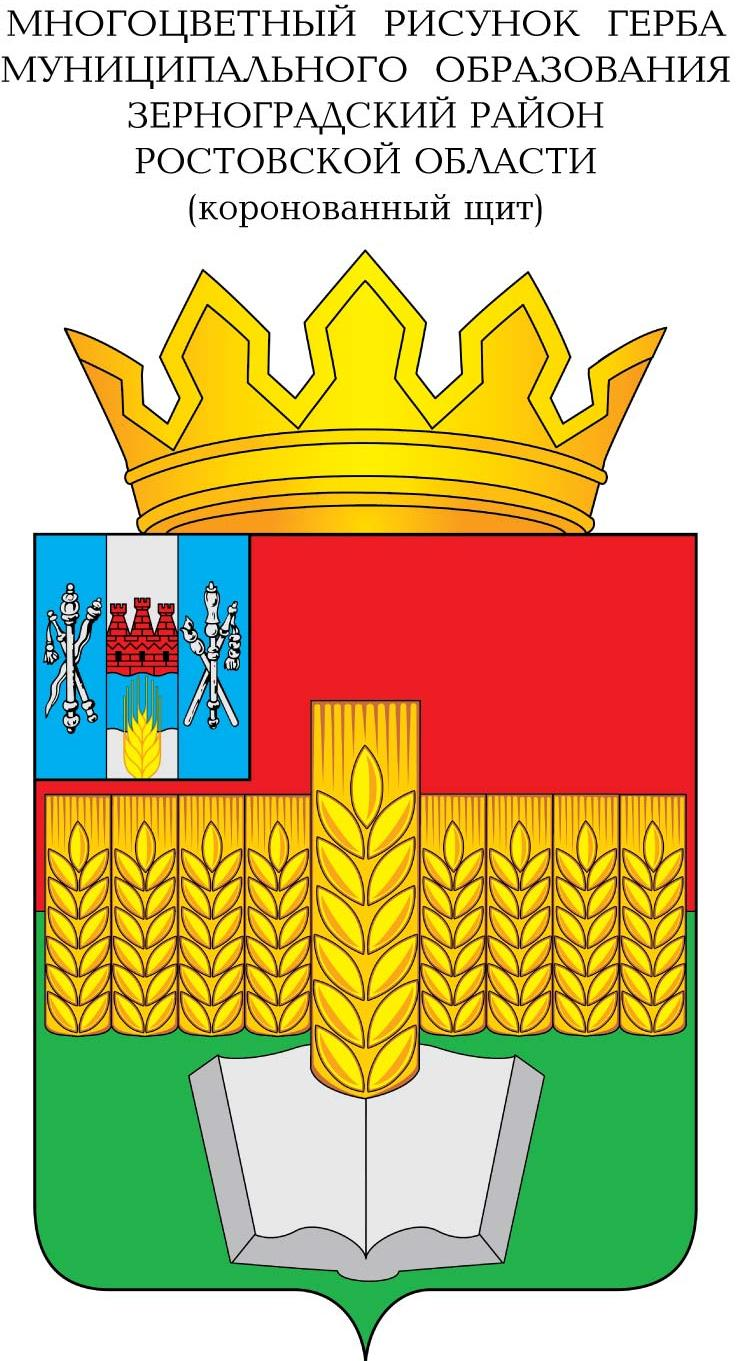 МНОГОЦВЕТНЫЙ РИСУНОК ГЕРБА
МУНИЦИПАЛЬНОГО ОБРАЗОВАНИЯ
ЗЕРНОГРАДСКИЙ РАЙОН
РОСТОВСКОЙ ОБЛАСТИ
(коронованный щит)